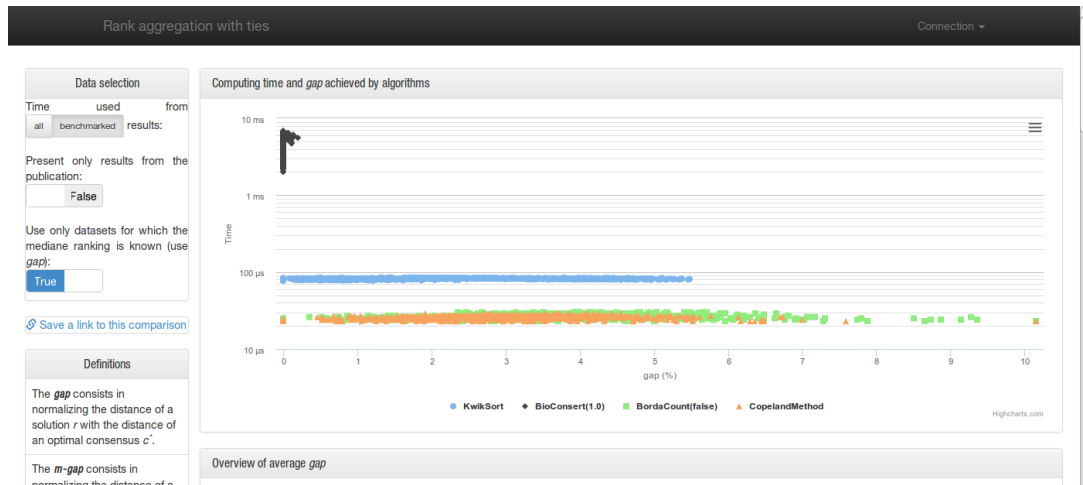 Rank aggregation with ties
Connection
Data selection
Time used from
all benchmarked results:
Present only results from the
publication:
False
Use only datasets for which the
mediane ranking is known (use
gap):
True
Save a link to this comparison
Definitions
The gap consists in
normalizing the distance of a
solution r with the distance of
an optimal consensus c*.
The m-gap consists in
normalizing the distance of a
Computing time and gap achieved by algorithms
10 ms
1 ms
100 µs
10 µs
Time
0 1 2 3 4 5 6 7 8 9 10
gap (%)
KwikSort BioConsert(1.0) BordaCount(false) CopelandMethod
Highcharts.com
Overview of average gap